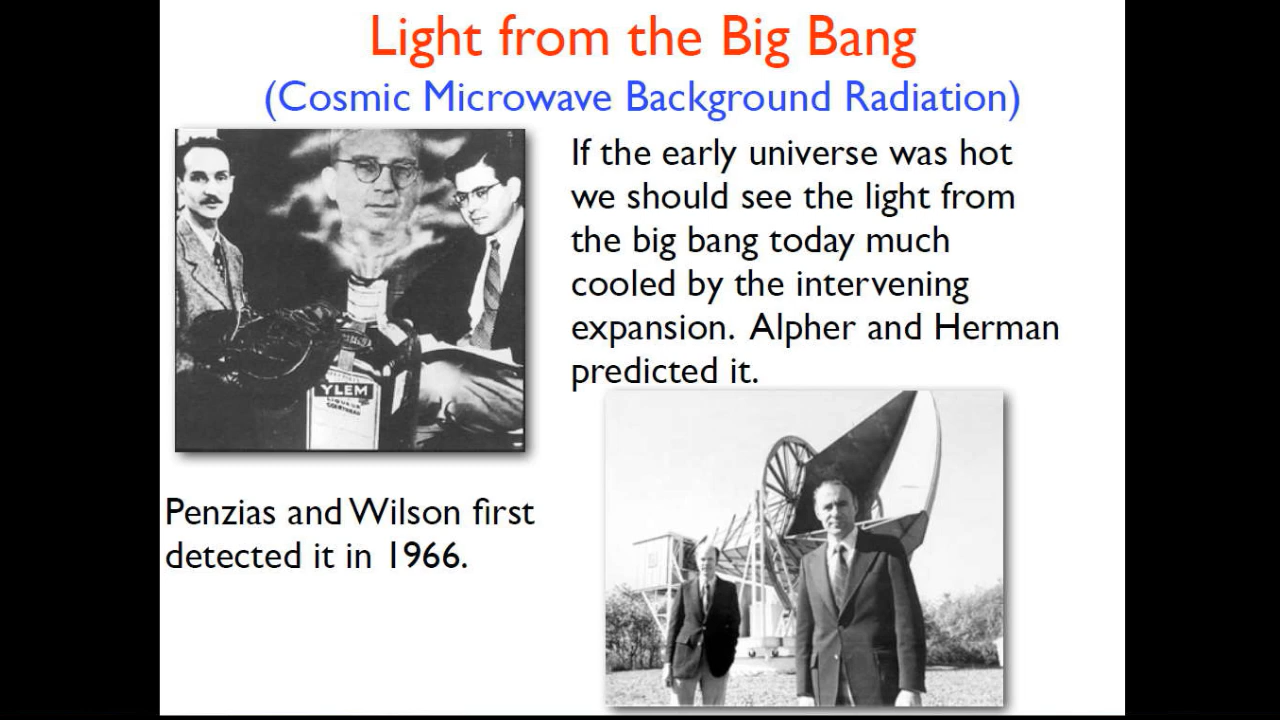 Light from the Big Bang
(Cosmic Microwave Background Radiation)
If the early universe was hot
we should see the light from
the big bang today much
cooled by the intervening
expansion. Alpher and Herman
predicted it.
YLEM
Penzias and Wilson first
detected it in 1966.